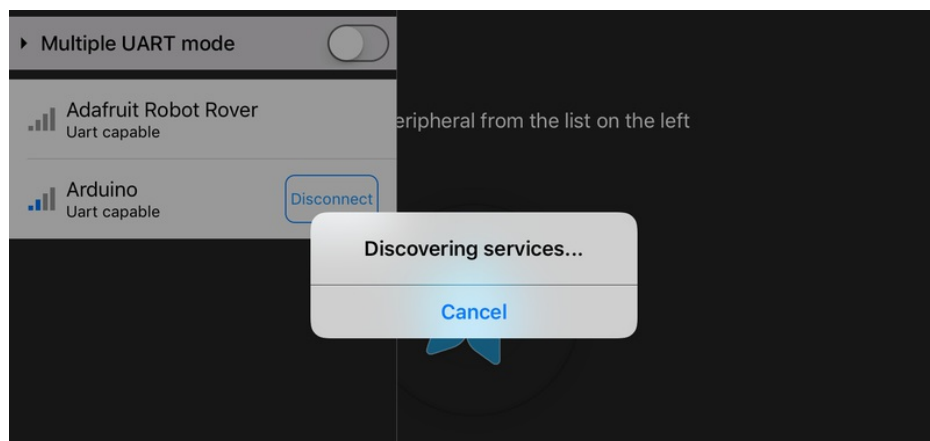 Multiple UART mode
Adafruit Robot Rover
Uart capable
eripheral from the list on the left
Arduino
Uart capable
Disconnect
Discovering services...
Cancel